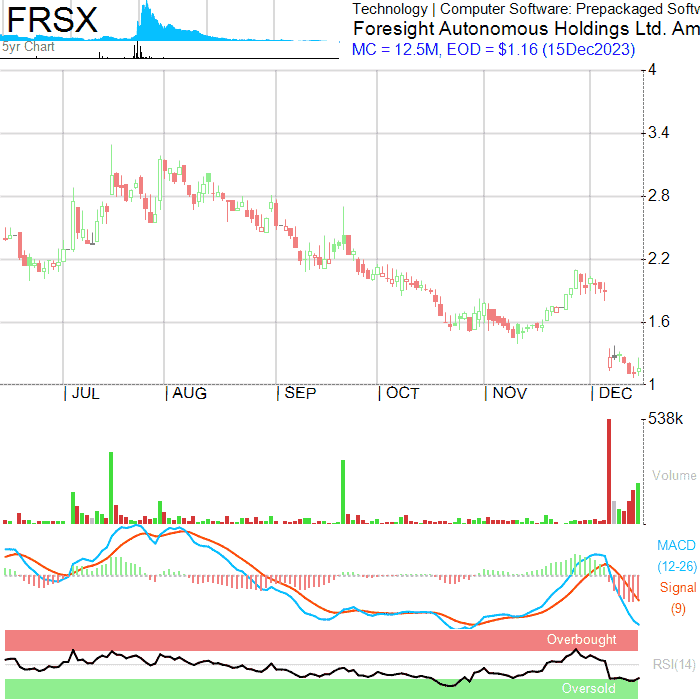 FRSX
Technology | Computer Software: Prepackaged Softw
Foresight Autonomous Holdings Ltd. Am
MC = 12.5M, EOD = $1.16 (15Dec2023)
5yr Chart
4
3.4
2.8
2.2
1.6
1
JUL AUG SEP OCT NOV DEC
538k
Volume
MACD
(12-26)
Signal
(9)
Overbought
RSI(14)
Oversold